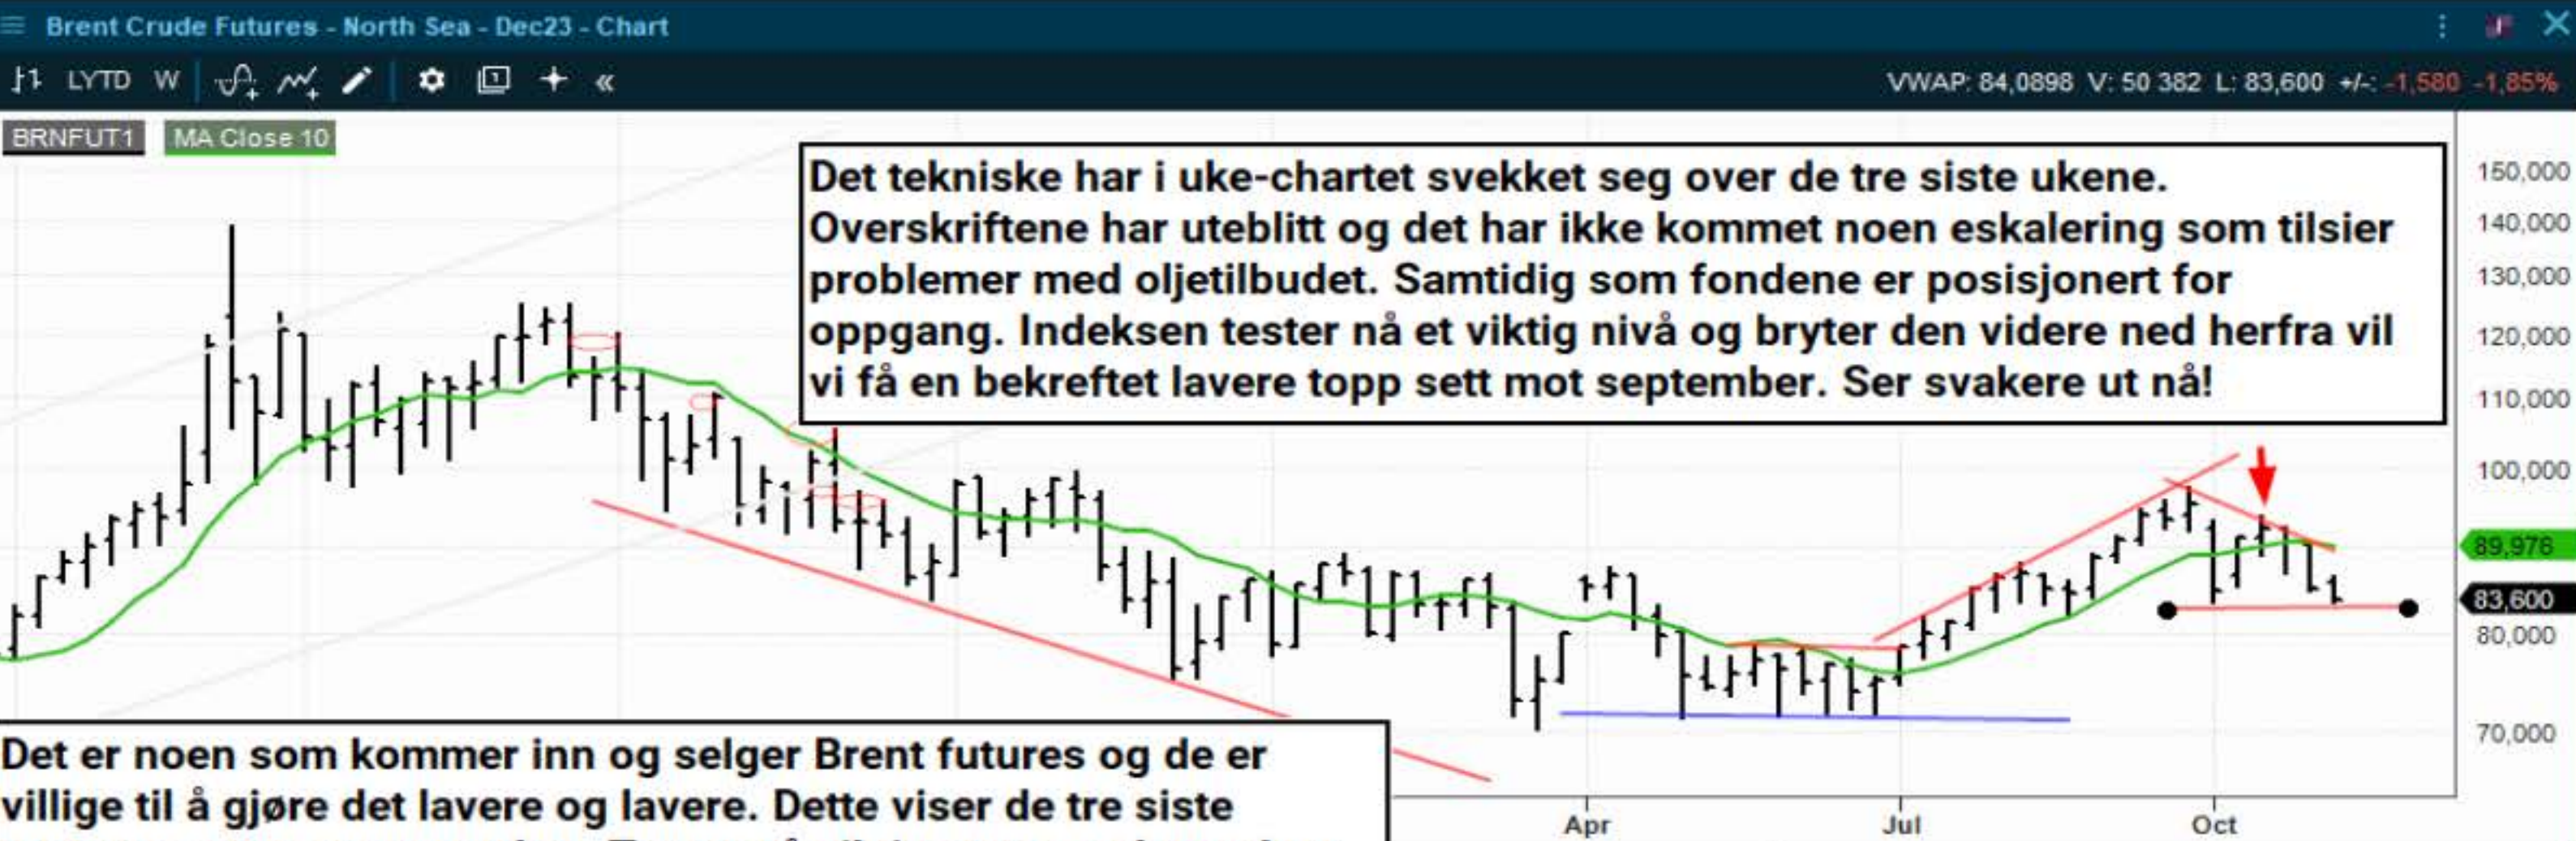 Brent Crude Futures - North Sea - Dec23 - Chart
LYTD W VWAP: 84,0898 V: 50 382 L: 83,600 +/-: -1,580 -1,85%
BRNFUT1 MA Close 10
Det tekniske har i uke-chartet svekket seg over de tre siste ukene.
Overskriftene har uteblitt og det har ikke kommet noen eskalering som tilsier
problemer med oljetilbudet. Samtidig som fondene er posisjonert for
oppgang. Indeksen tester nå et viktig nivå og bryter den videre ned herfra vil
vi få en bekreftet lavere topp sett mot september. Ser svakere ut nå!
150,000
140,000
130,000
120,000
110,000
100,000
89,976
83,600
80,000
70,000
Det er noen som kommer inn og selger Brent futures og de er
villige til å gjøre det lavere og lavere. Dette viser de tre siste
Apr Jul Oct